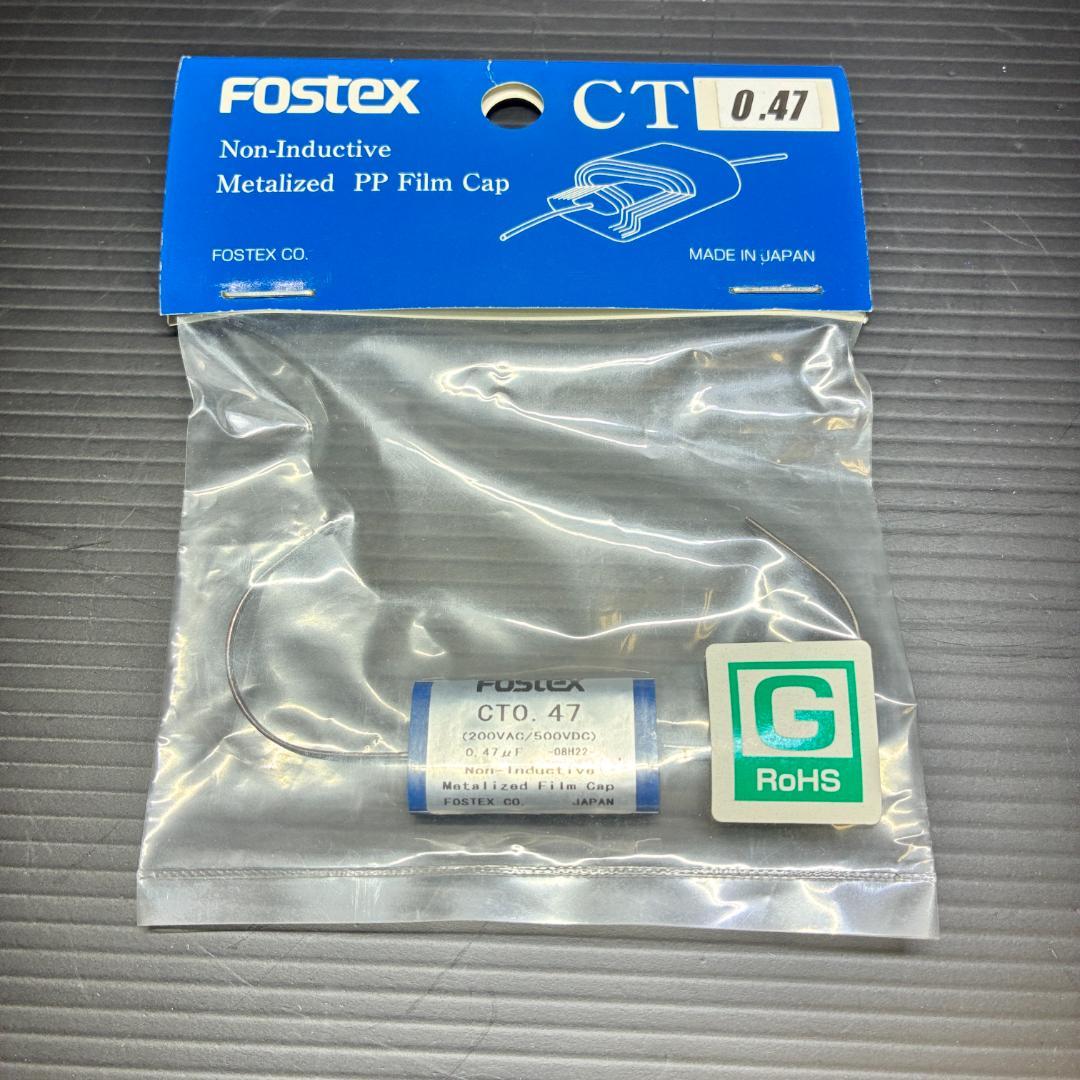 Fostex CT 0.47
Non-Inductive
Metalized PP Film Cap
FOSTEX CO. MADE IN JAPAN
Fostex
CT0.47
(200VAC/500VDC)
0.47μF -08H22-
Non-Inductive
Metalized Film Cap
FOSTEX CO. JAPAN
G
RoHS